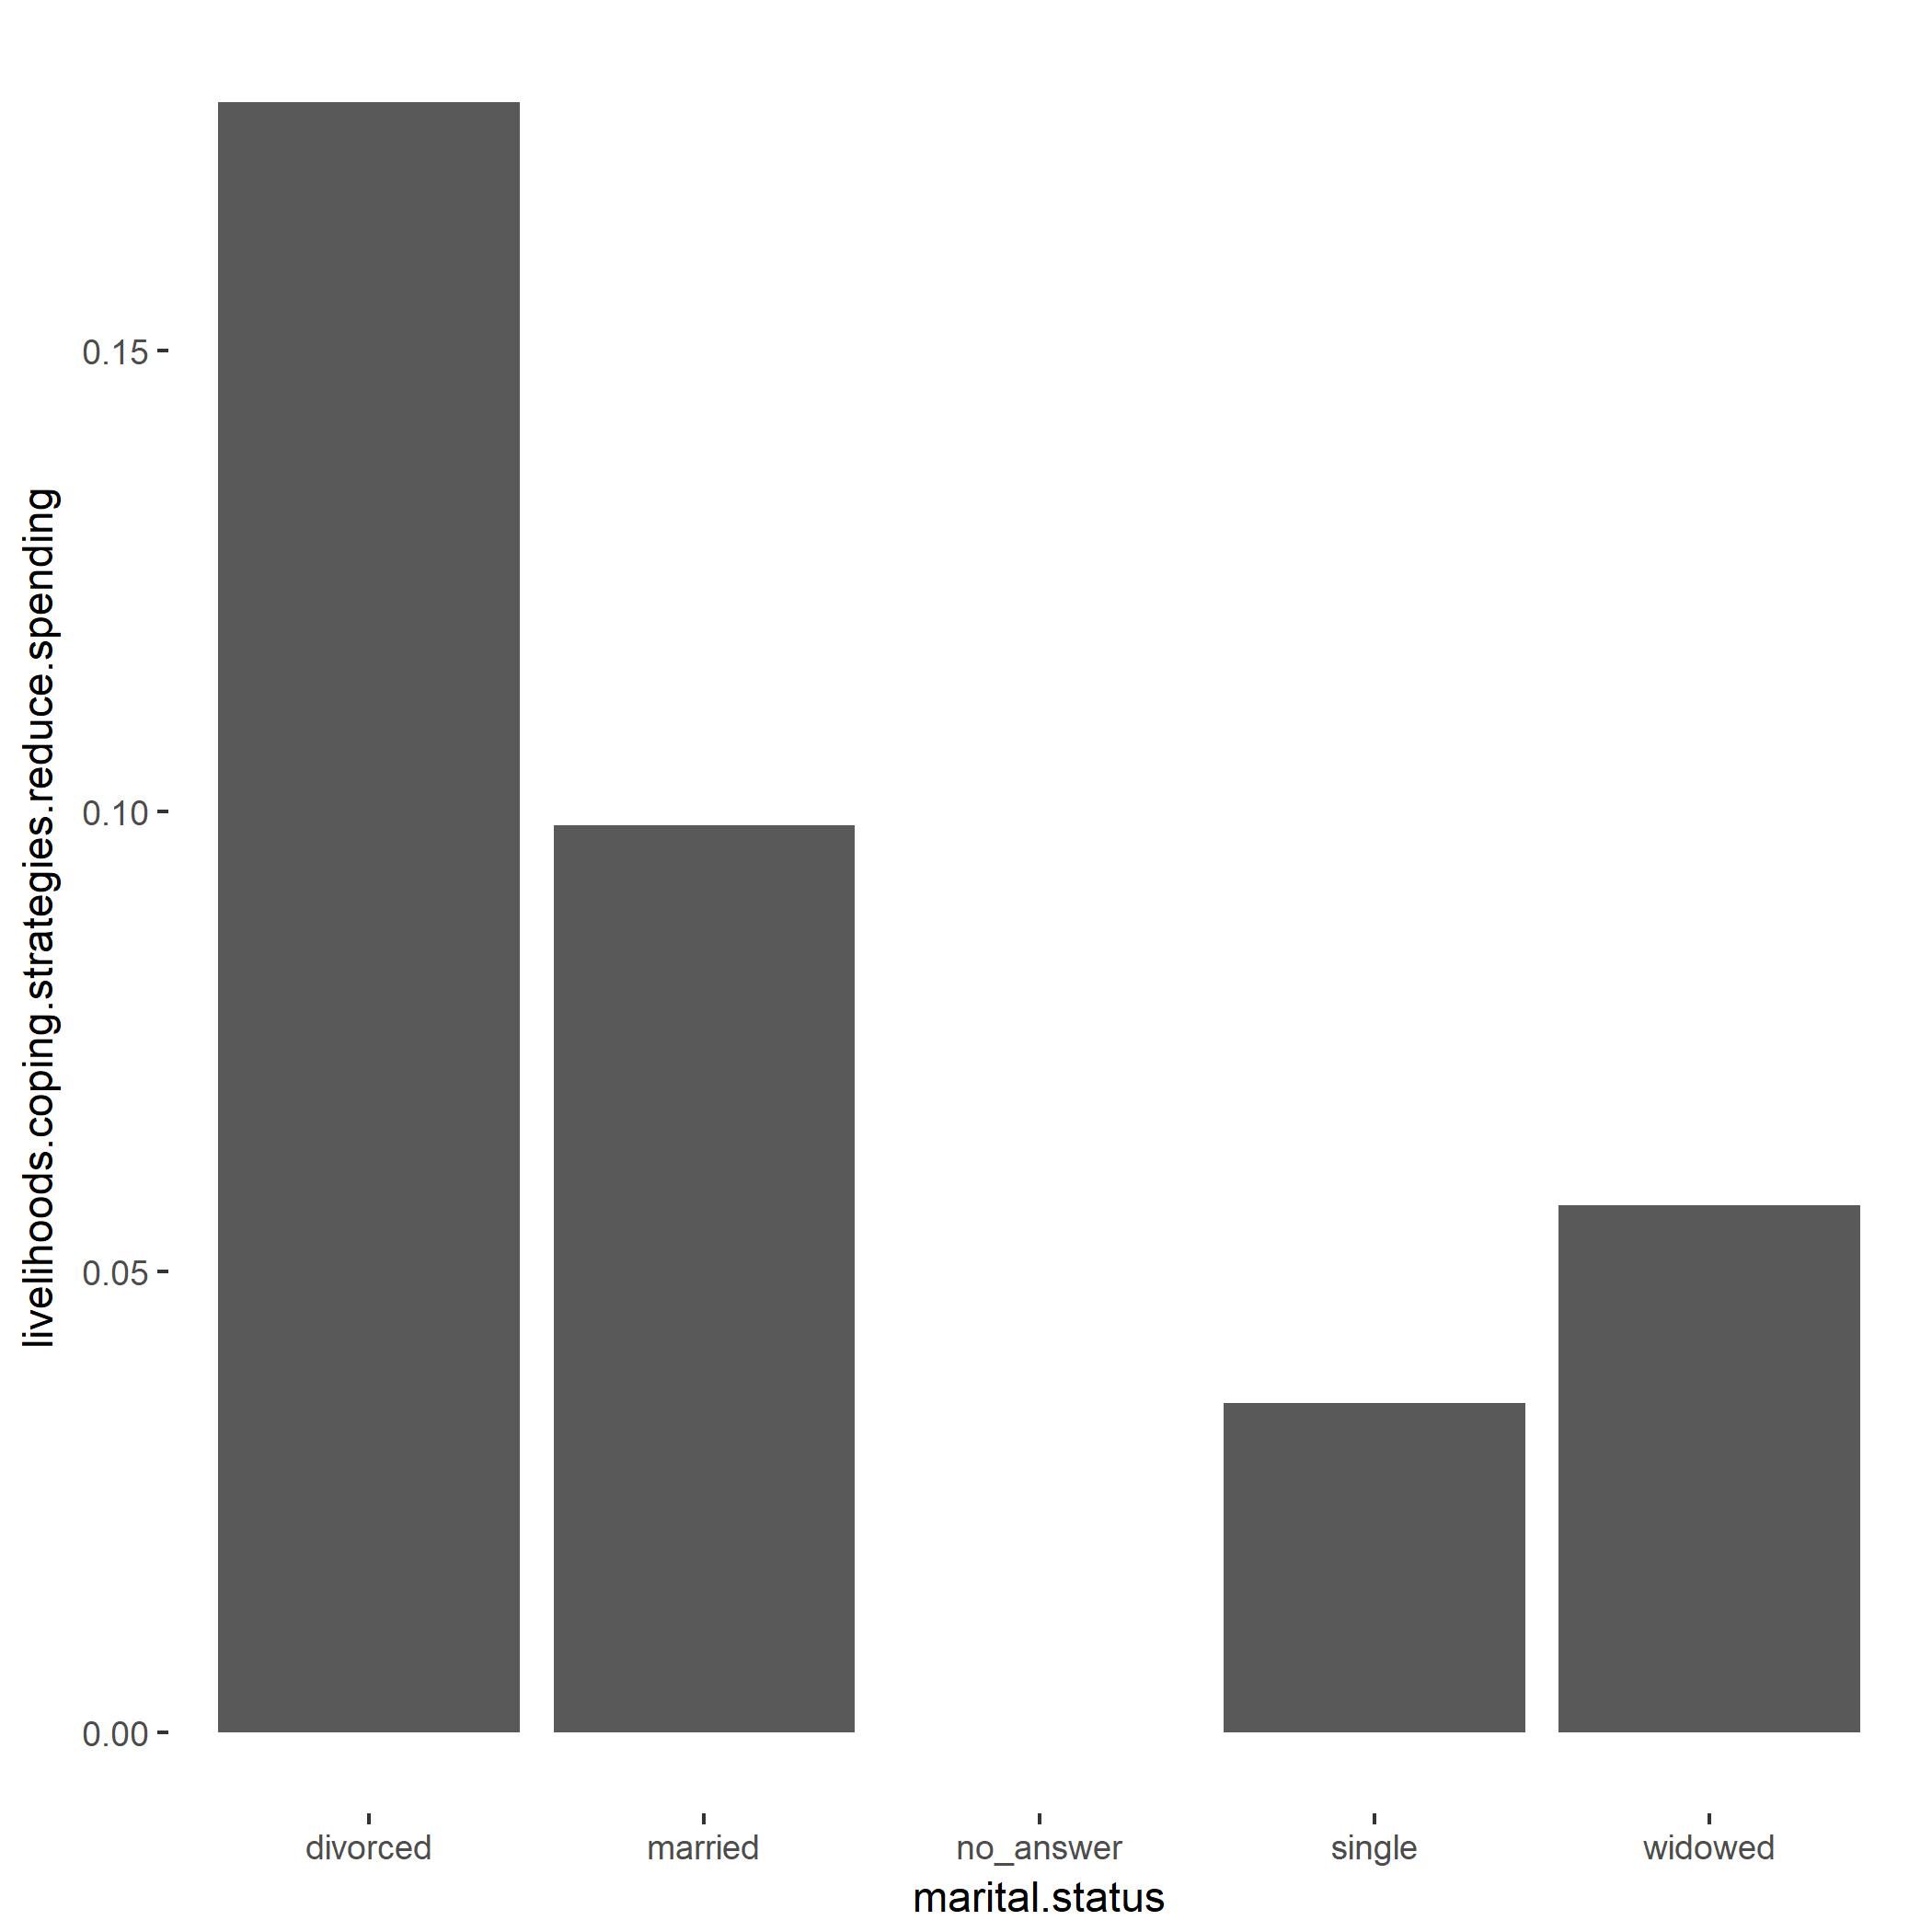 livelihoods.coping.strategies.reduce.spending
0.15
0.10
0.05
0.00
divorced married no_answer single widowed
marital.status